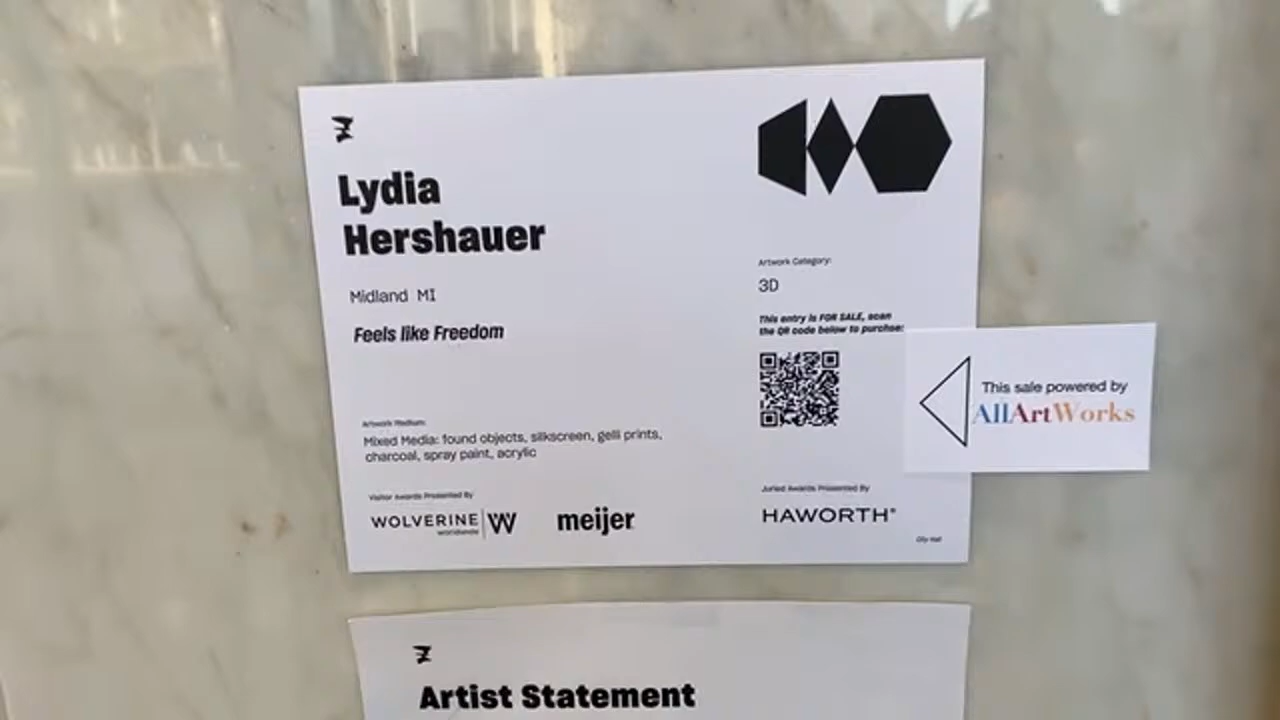 Lydia
Hershauer
Midland MI
Feels like Freedom
Artwork Medium:
Mixed Media: found objects, silkscreen, gelli prints,
charcoal, spray paint, acrylic
Visitor Awards Presented By
WOLVERINE W
worldwide
meijer
Artwork Category:
3D
This entry is FOR SALE, scan
the QR code below to purchse:
This sale powered by
AllArtWorks
Juried Awards Presented By
HAWORTH®
City Hall
Artist Statement